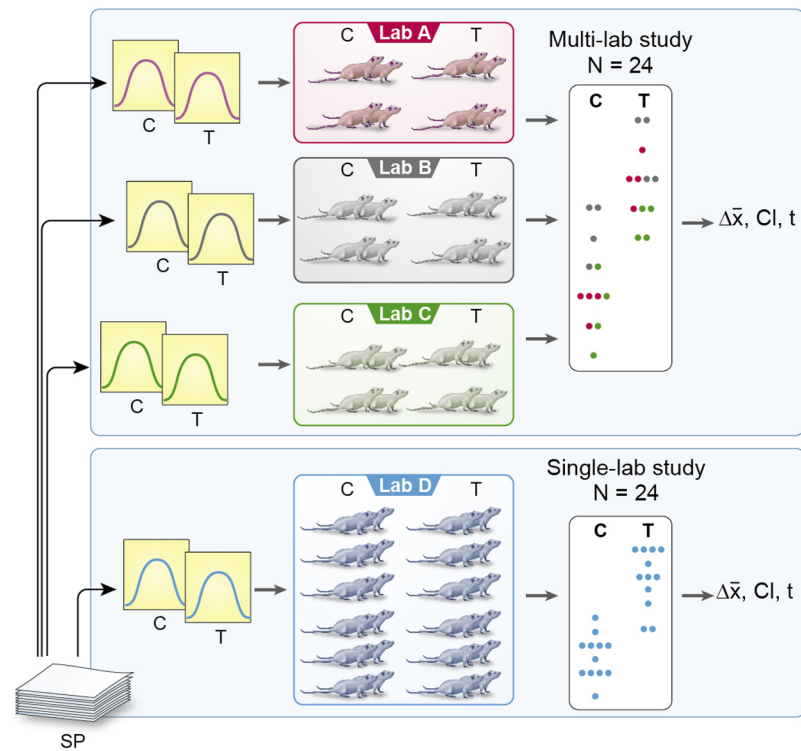 C Lab A T
Multi-lab study
N = 24
C T
C T
C Lab B T
Δx̄, CI, t
C T
C Lab C T
C T
Single-lab study
N = 24
C Lab D T
C T
Δx̄, CI, t
C T
SP